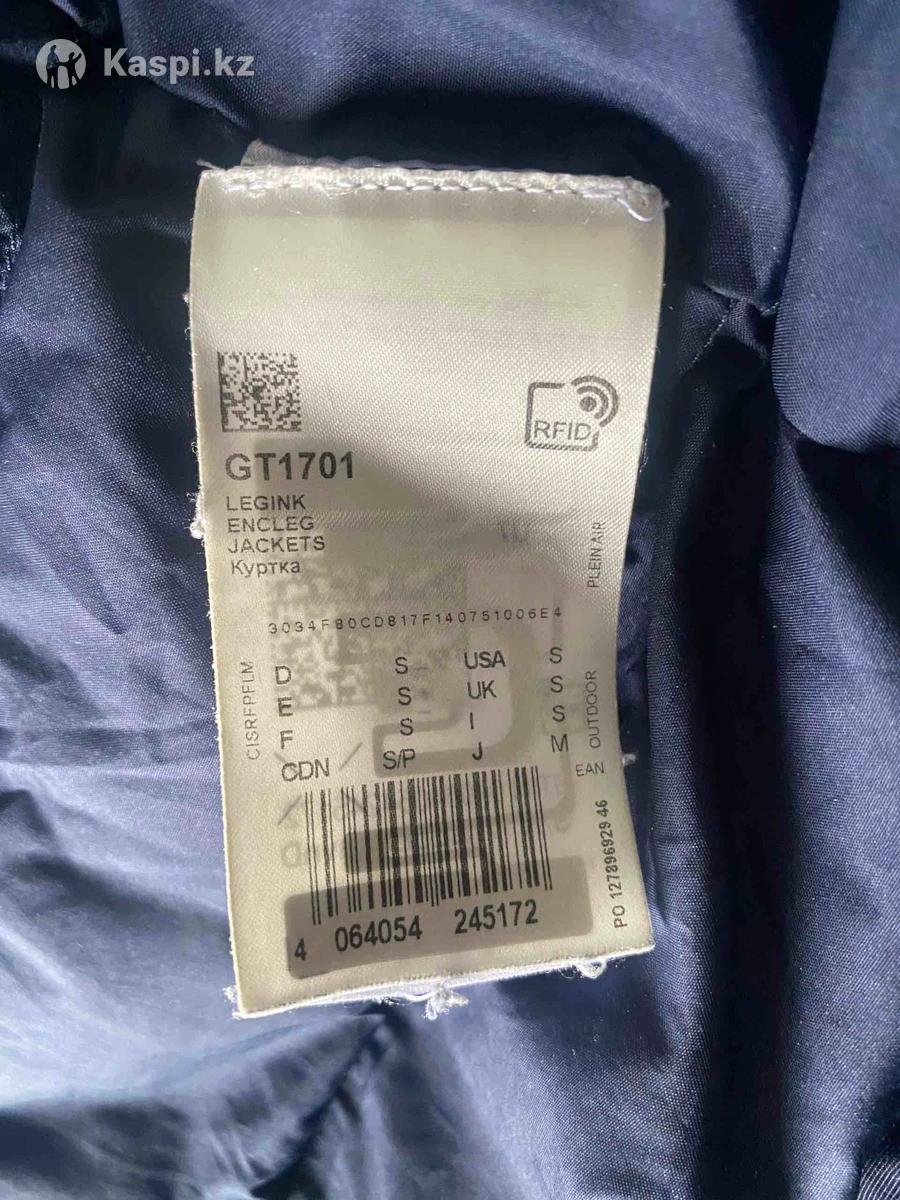 Kaspi.kz
RFID
GT1701
LEGINK
ENCLEG
JACKETS
Куртка
PLEIN AIR
3034F80CD817F140751006E4
CISRFPFLM
D S USA S
E S UK S
F S I S
CDN S/P J M
OUTDOOR
EAN
PO 127896929 46
4 064054 245172